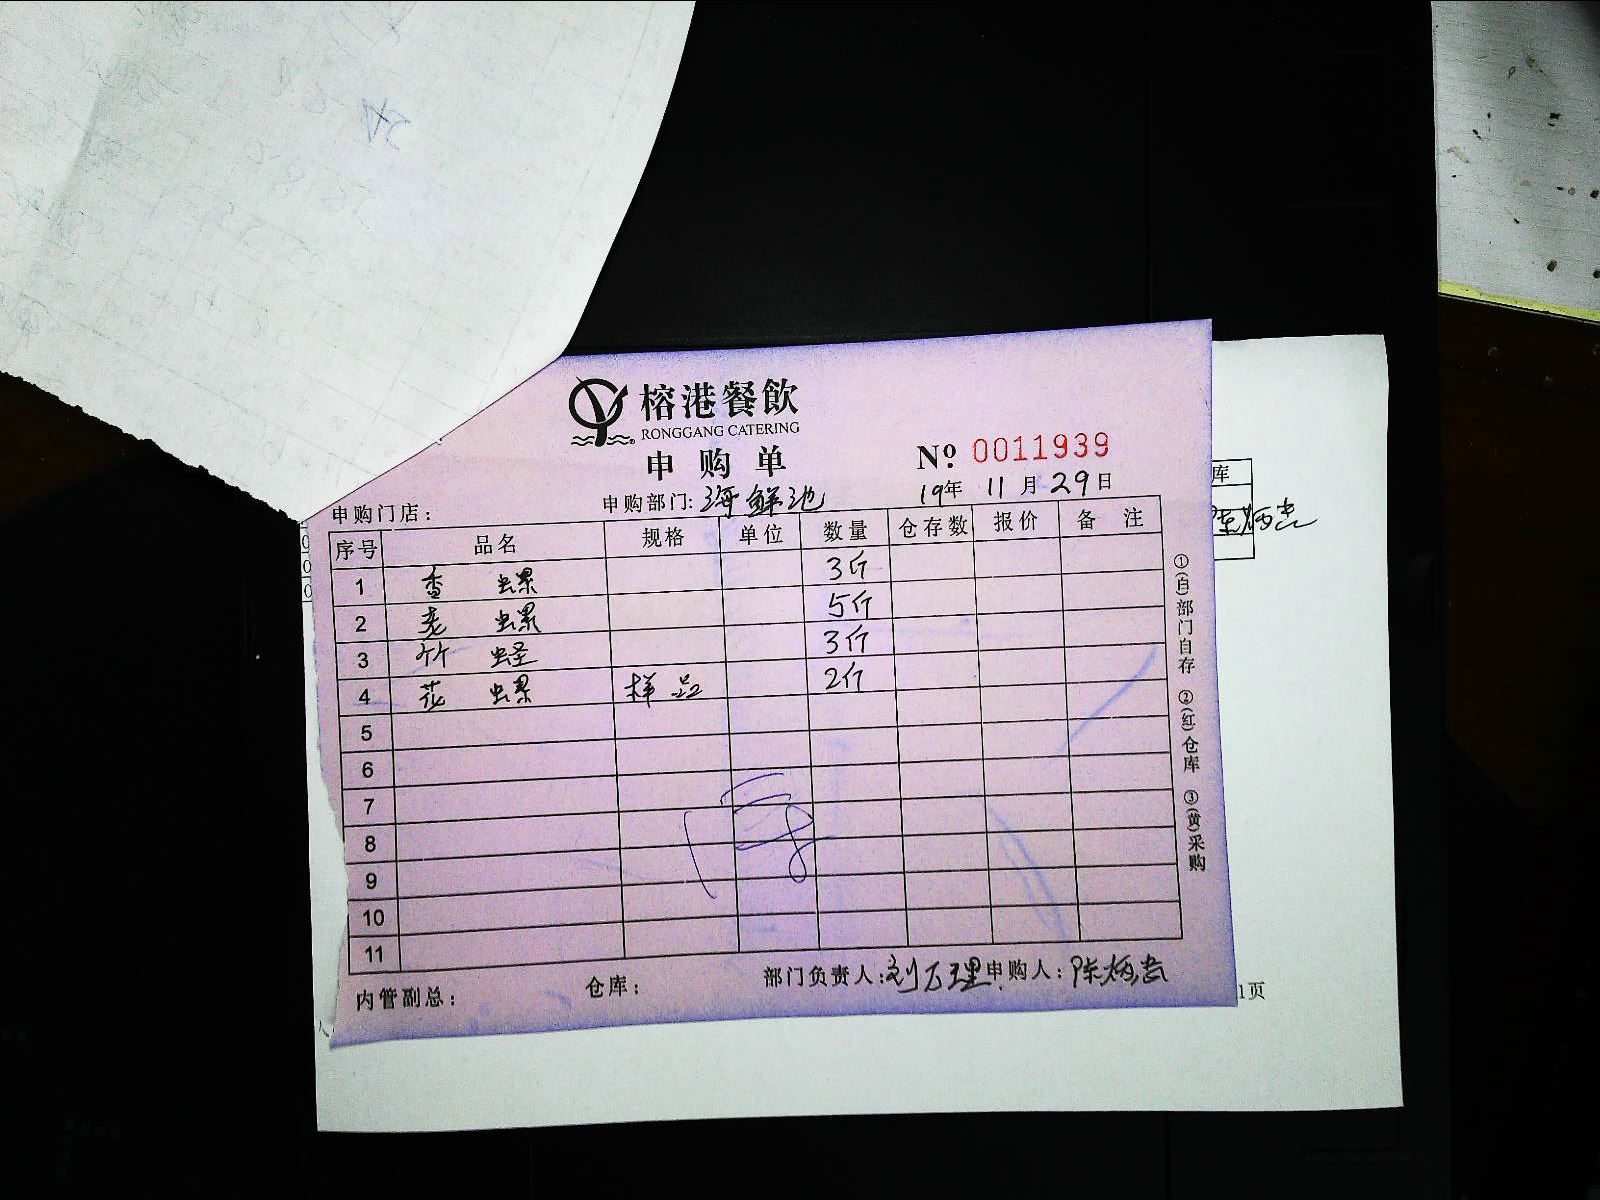 榕港餐飲
RONGGANG CATERING
申购单
№ 0011939
申购门店： 申购部门: 海鲜池 19年 11月 29日
序号 品名 规格 单位 数量 仓存数 报价 备 注
1 香 螺 3斤
2 螺 5斤
3 竹 蛏 3斤
4 花 螺 样品 2斤
5
6
7
8
9
10
11
内管副总： 仓库： 部门负责人:刘万理 申购人：陈炳
①(白)部门自存 ②(红)仓库 ③(黄)采购
库
1页